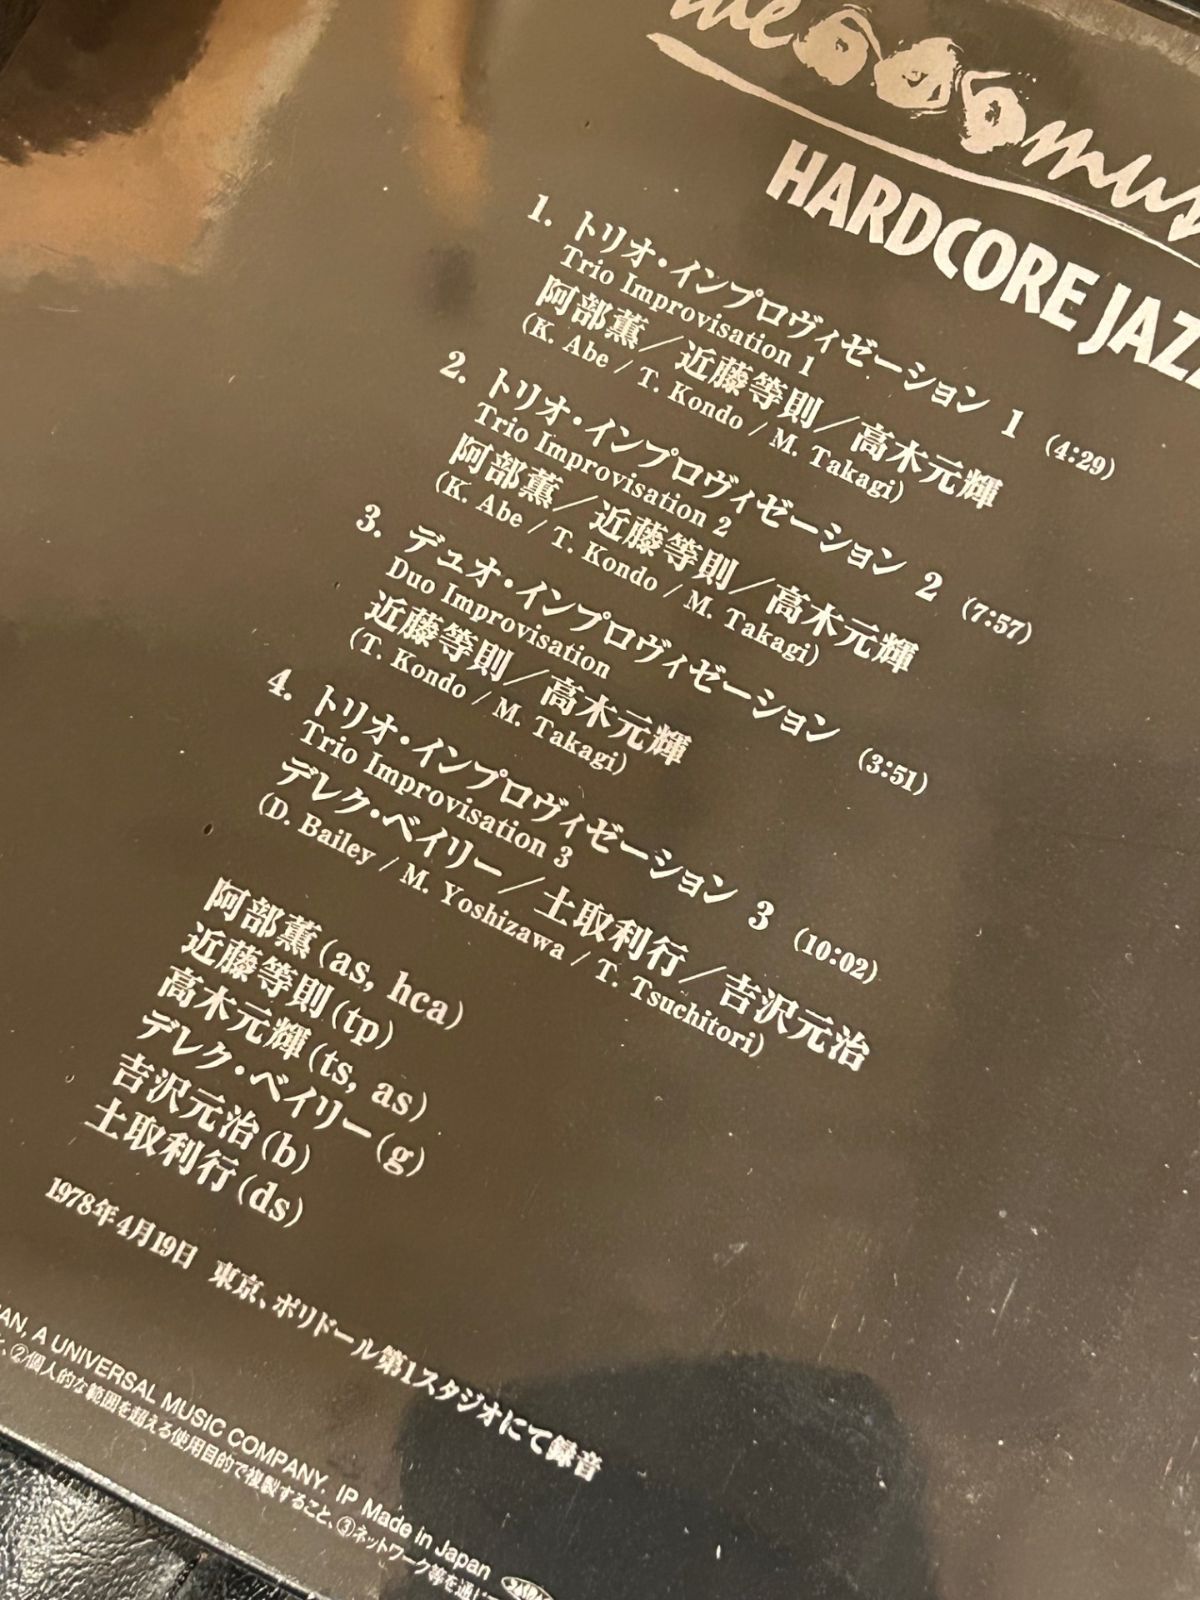 HARDCORE JAZZ
1. トリオ・インプロヴィゼーション 1 (4:29)
Trio Improvisation 1
阿部薫／近藤等則／高木元輝
(K. Abe / T. Kondo / M. Takagi)
2. トリオ・インプロヴィゼーション 2 (7:57)
Trio Improvisation 2
阿部薫／近藤等則／高木元輝
(K. Abe / T. Kondo / M. Takagi)
3. デュオ・インプロヴィゼーション (3:51)
Duo Improvisation
近藤等則／高木元輝
(T. Kondo / M. Takagi)
4. トリオ・インプロヴィゼーション 3 (10:02)
Trio Improvisation 3
デレク・ベイリー／土取利行／吉沢元治
(D. Bailey / M. Yoshizawa / T. Tsuchitori)
阿部薫(as, hca)
近藤等則(tp)
高木元輝(ts, as)
デレク・ベイリー(g)
吉沢元治(b)
土取利行(ds)
1978年4月19日 東京、ポリドール第1スタジオにて録音
AN, A UNIVERSAL MUSIC COMPANY, IP Made in Japan
②個人的な範囲を超える使用目的で複製すること、③ネットワーク等を通じ